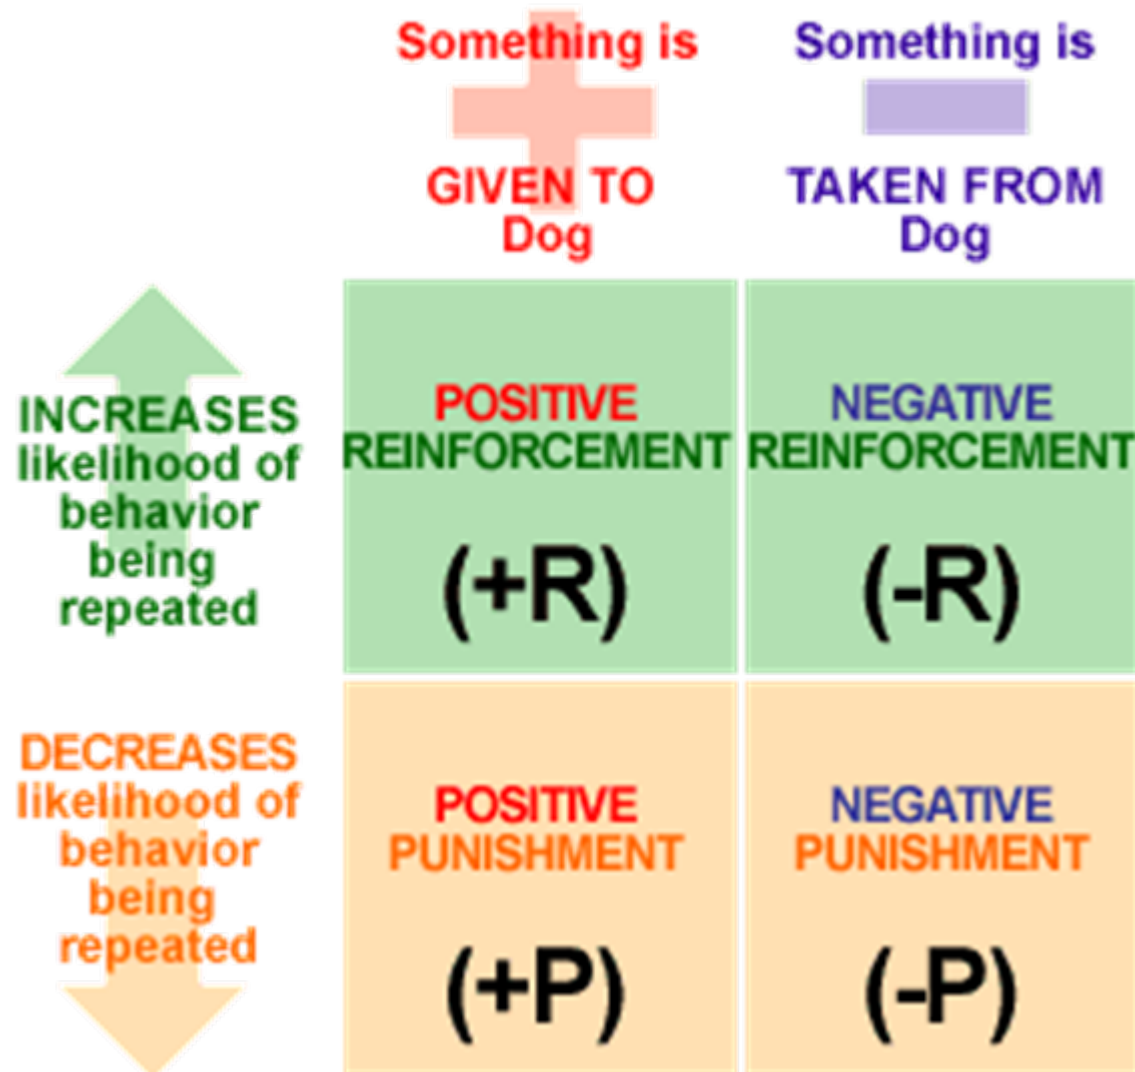 Something is
GIVEN TO
Dog
Something is
TAKEN FROM
Dog
INCREASES
likelihood of
behavior
being
repeated
POSITIVE
REINFORCEMENT
(+R)
NEGATIVE
REINFORCEMENT
(-R)
DECREASES
likelihood of
behavior
being
repeated
POSITIVE
PUNISHMENT
(+P)
NEGATIVE
PUNISHMENT
(-P)